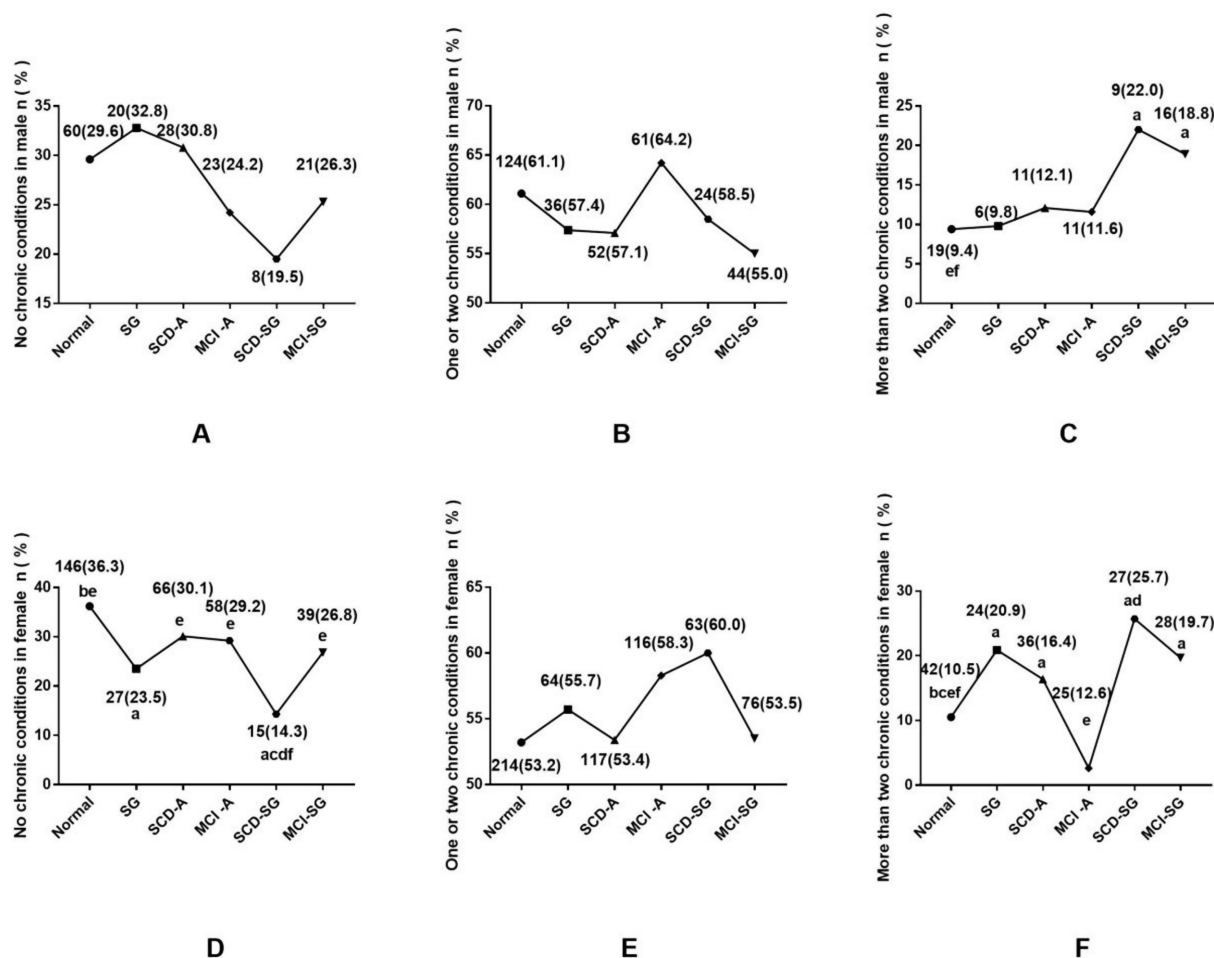 No chronic conditions in male n ( % )
35
30
25
20
15
60(29.6)
20(32.8)
28(30.8)
23(24.2)
8(19.5)
21(26.3)
Normal
SG
SCD-A
MCI -A
SCD-SG
MCI-SG
A
One or two chronic conditions in male n ( % )
70
65
60
55
50
124(61.1)
36(57.4)
52(57.1)
61(64.2)
24(58.5)
44(55.0)
Normal
SG
SCD-A
MCI -A
SCD-SG
MCI-SG
B
More than two chronic conditions in male n ( % )
25
20
15
10
5
0
19(9.4)
ef
6(9.8)
11(12.1)
11(11.6)
9(22.0)
a
16(18.8)
a
Normal
SG
SCD-A
MCI -A
SCD-SG
MCI-SG
C
No chronic conditions in female n ( % )
40
30
20
10
0
146(36.3)
be
27(23.5)
a
66(30.1)
e
58(29.2)
e
15(14.3)
acdf
39(26.8)
e
Normal
SG
SCD-A
MCI -A
SCD-SG
MCI-SG
D
One or two chronic conditions in female n ( % )
65
60
55
50
214(53.2)
64(55.7)
117(53.4)
116(58.3)
63(60.0)
76(53.5)
Normal
SG
SCD-A
MCI -A
SCD-SG
MCI-SG
E
More than two chronic conditions in female n ( % )
30
20
10
0
42(10.5)
bcef
24(20.9)
a
36(16.4)
a
25(12.6)
e
27(25.7)
ad
28(19.7)
a
Normal
SG
SCD-A
MCI -A
SCD-SG
MCI-SG
F